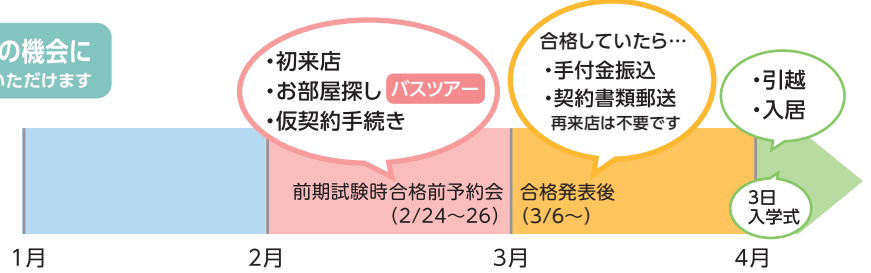 の機会に
いただけます
・初来店
・お部屋探し バスツアー
・仮契約手続き
合格していたら…
・手付金振込
・契約書類郵送
再来店は不要です
・引越
・入居
前期試験時合格前予約会
（2/24〜26）
合格発表後
（3/6〜）
3日
入学式
1月
2月
3月
4月